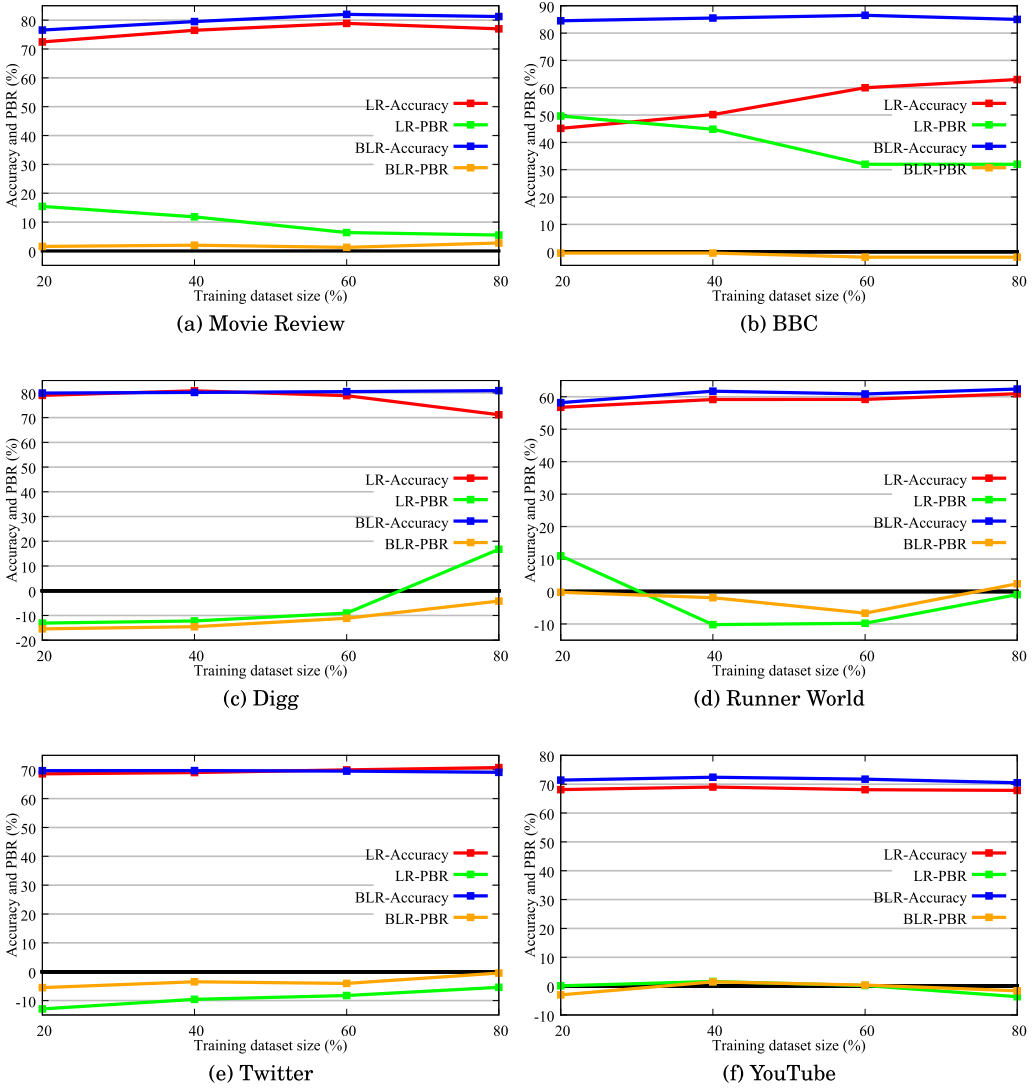 80
70
60
50
40
30
20
10
0
Accuracy and PBR (%)
LR-Accuracy
LR-PBR
BLR-Accuracy
BLR-PBR
20 40 60 80
Training dataset size (%)
(a) Movie Review
90
80
70
60
50
40
30
20
10
0
Accuracy and PBR (%)
LR-Accuracy
LR-PBR
BLR-Accuracy
BLR-PBR
20 40 60 80
Training dataset size (%)
(b) BBC
80
70
60
50
40
30
20
10
0
-10
-20
Accuracy and PBR (%)
LR-Accuracy
LR-PBR
BLR-Accuracy
BLR-PBR
20 40 60 80
Training dataset size (%)
(c) Digg
60
50
40
30
20
10
0
-10
Accuracy and PBR (%)
LR-Accuracy
LR-PBR
BLR-Accuracy
BLR-PBR
20 40 60 80
Training dataset size (%)
(d) Runner World
70
60
50
40
30
20
10
0
-10
Accuracy and PBR (%)
LR-Accuracy
LR-PBR
BLR-Accuracy
BLR-PBR
20 40 60 80
Training dataset size (%)
(e) Twitter
80
70
60
50
40
30
20
10
0
-10
Accuracy and PBR (%)
LR-Accuracy
LR-PBR
BLR-Accuracy
BLR-PBR
20 40 60 80
Training dataset size (%)
(f) YouTube